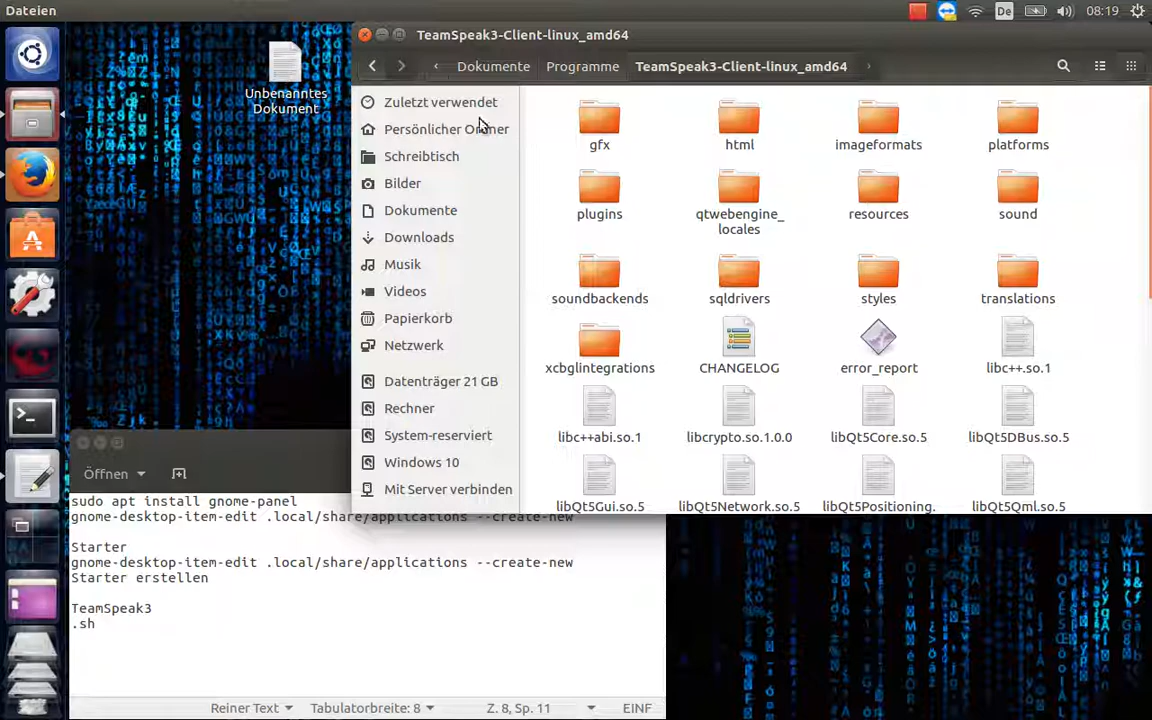 Dateien
De
08:19
Unbenanntes
Dokument
TeamSpeak3-Client-linux_amd64
Dokumente
Programme
TeamSpeak3-Client-linux_amd64
Zuletzt verwendet
Persönlicher Ordner
Schreibtisch
Bilder
Dokumente
Downloads
Musik
Videos
Papierkorb
Netzwerk
Datenträger 21 GB
Rechner
System-reserviert
Windows 10
Mit Server verbinden
gfx
html
imageformats
platforms
plugins
qtwebengine_
locales
resources
sound
soundbackends
sqldrivers
styles
translations
xcbglintegrations
CHANGELOG
error_report
libc++.so.1
libc++abi.so.1
libcrypto.so.1.0.0
libQt5Core.so.5
libQt5DBus.so.5
libQt5Gui.so.5
libQt5Network.so.5
libQt5Positioning.
libQt5Qml.so.5
Öffnen
sudo apt install gnome-panel
gnome-desktop-item-edit .local/share/applications --create-new
Starter
gnome-desktop-item-edit .local/share/applications --create-new
Starter erstellen
TeamSpeak3
.sh
Reiner Text
Tabulatorbreite: 8
Z. 8, Sp. 11
EINF